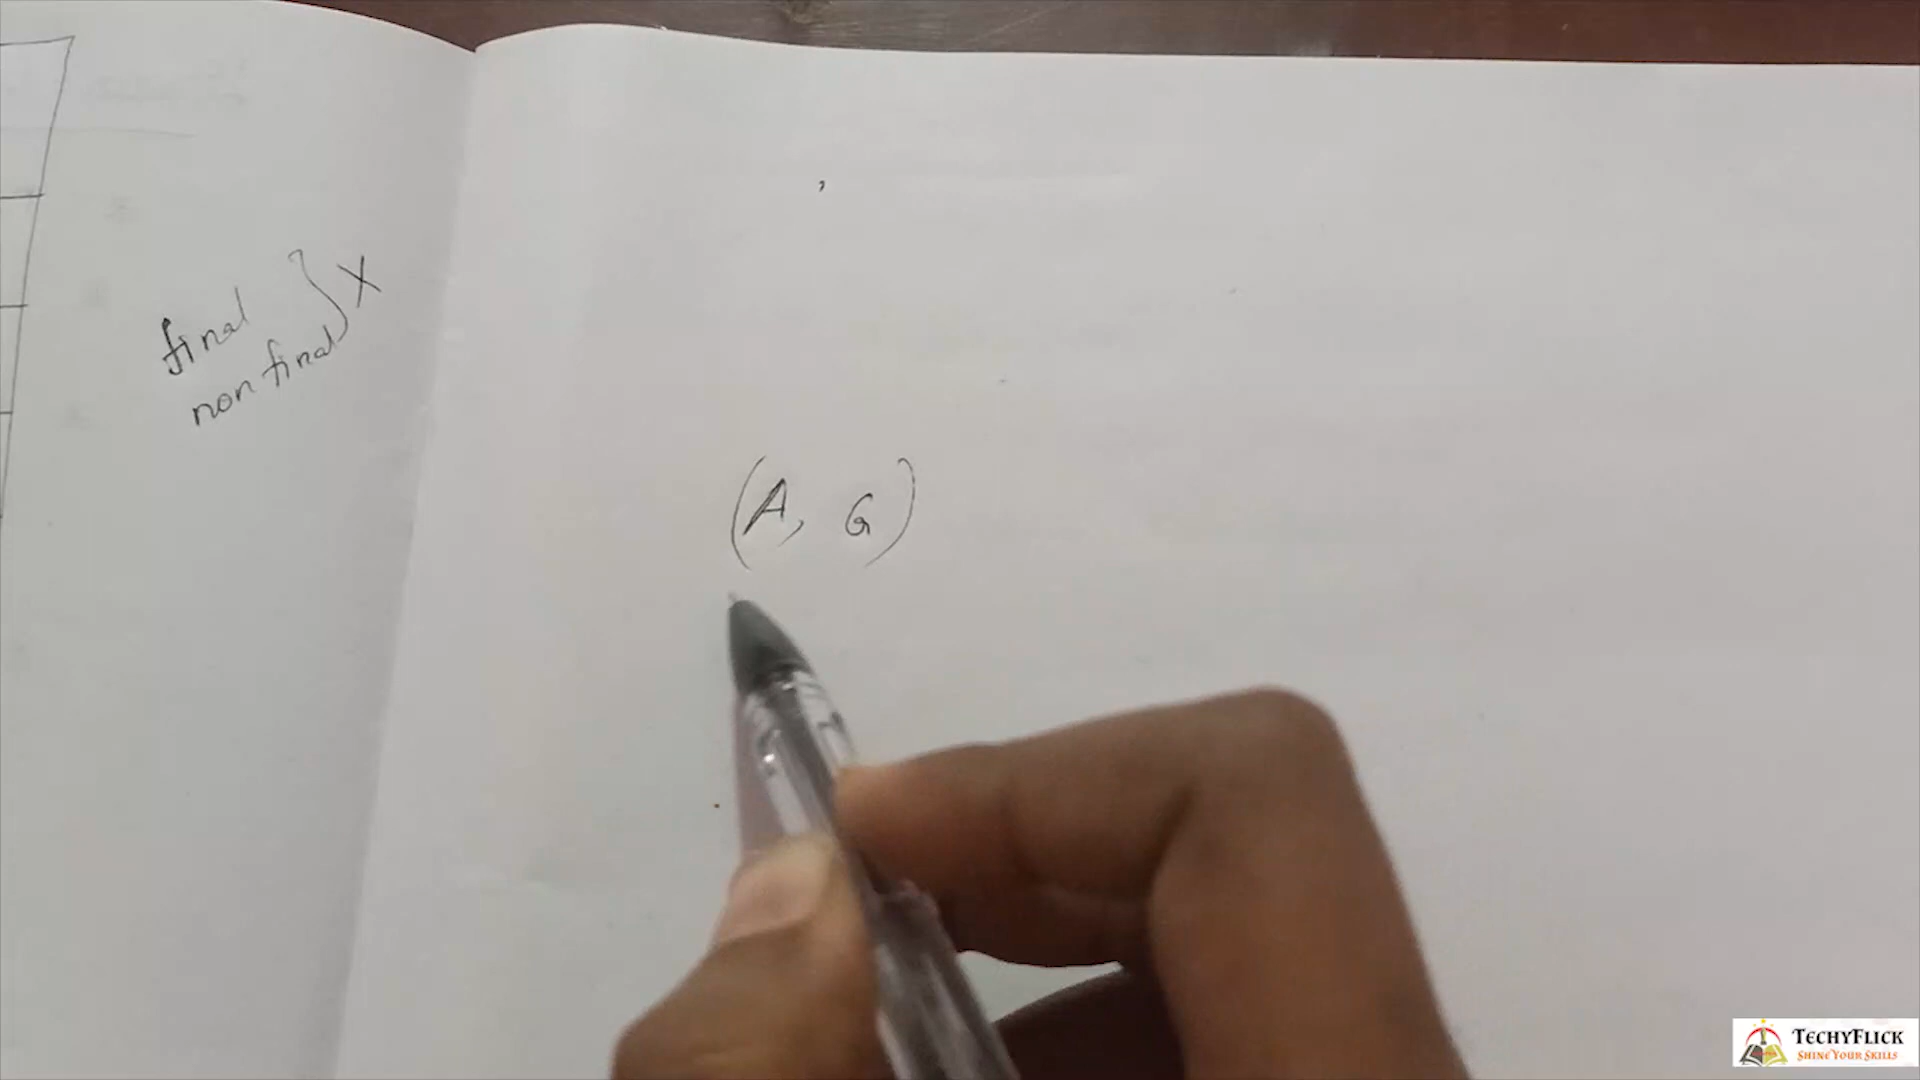 final } X
non final
(A, G)
TECHYFLICK
SHINE YOUR SKILLS